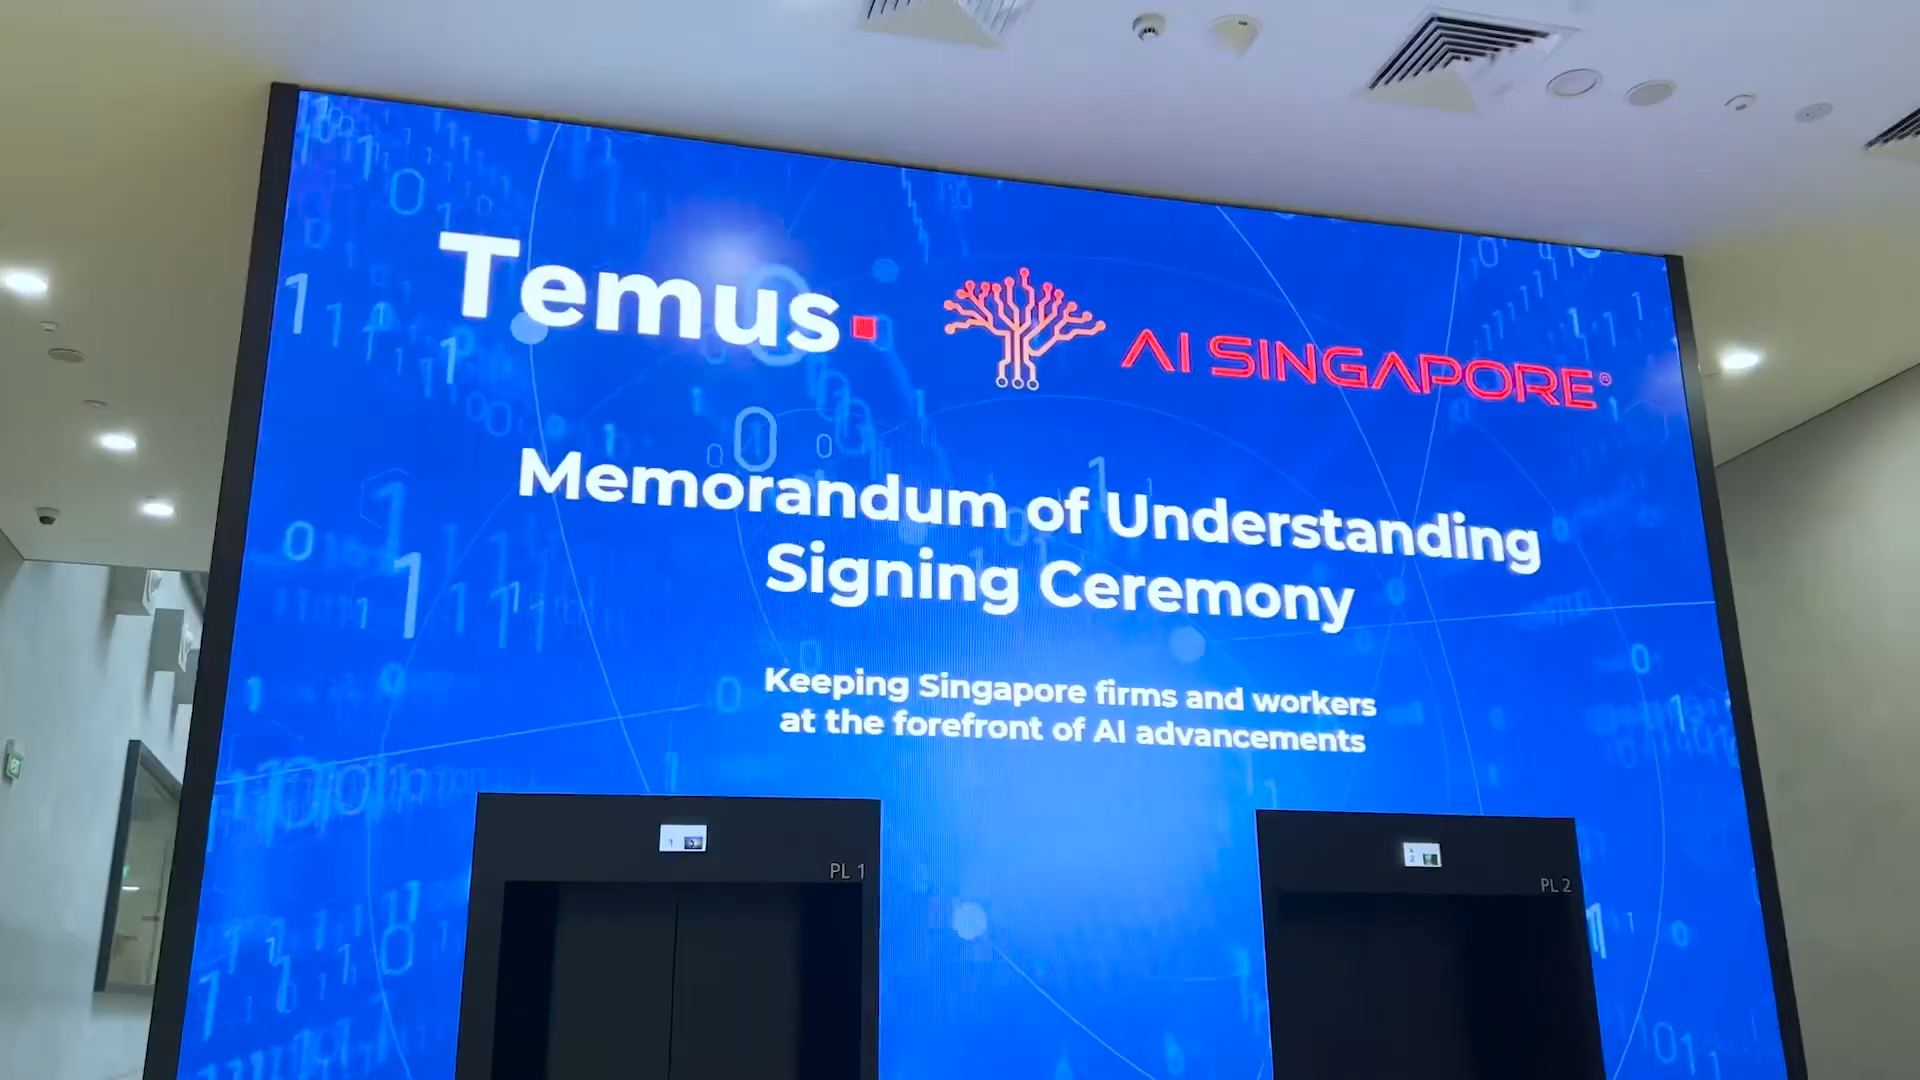 Temus.
AI SINGAPORE®
Memorandum of Understanding
Signing Ceremony
Keeping Singapore firms and workers
at the forefront of AI advancements
PL 1
PL 2